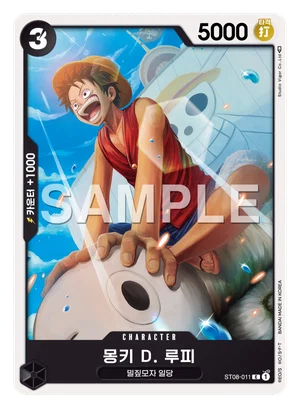 3
5000
타격
打
카운터 +1000
SAMPLE
CHARACTER
몽키 D. 루피
밀짚모자 일당
ST08-011 C 1
BANDAI MADE IN KOREA